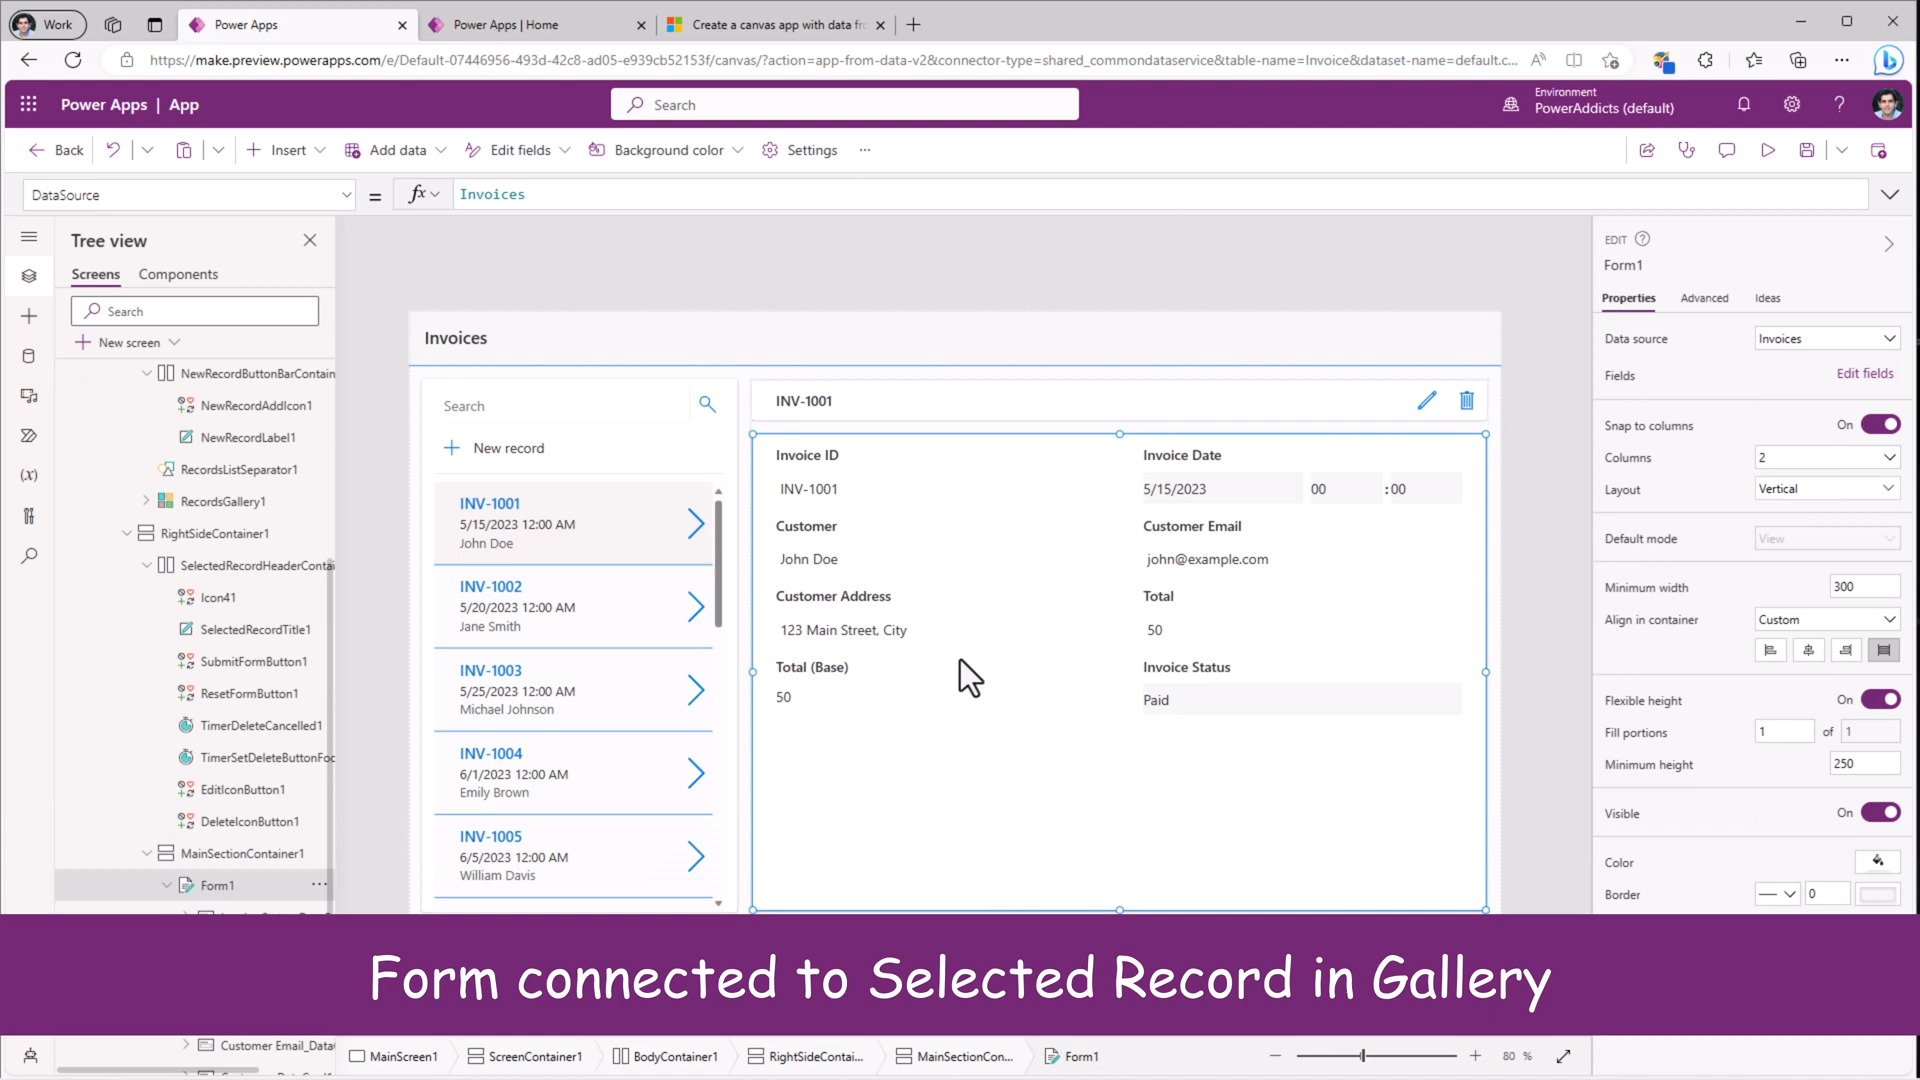 Work
Power Apps
Power Apps | Home
Create a canvas app with data fr
https://make.preview.powerapps.com/e/Default-07446956-493d-42c8-ad05-e939cb52153f/canvas/?action=app-from-data-v2&connector-type=shared_commondataservice&table-name=Invoice&dataset-name=default.c...
Power Apps | App
Search
Environment
PowerAddicts (default)
Back
Insert
Add data
Edit fields
Background color
Settings
DataSource
=
fx
Invoices
Tree view
Screens
Components
Search
New screen
NewRecordButtonBarContain
NewRecordAddIcon1
NewRecordLabel1
RecordsListSeparator1
RecordsGallery1
RightSideContainer1
SelectedRecordHeaderContai
Icon41
SelectedRecordTitle1
SubmitFormButton1
ResetFormButton1
TimerDeleteCancelled1
TimerSetDeleteButtonFoc
EditIconButton1
DeleteIconButton1
MainSectionContainer1
Form1
Invoices
Search
New record
INV-1001
5/15/2023 12:00 AM
John Doe
INV-1002
5/20/2023 12:00 AM
Jane Smith
INV-1003
5/25/2023 12:00 AM
Michael Johnson
INV-1004
6/1/2023 12:00 AM
Emily Brown
INV-1005
6/5/2023 12:00 AM
William Davis
INV-1001
Invoice ID
INV-1001
Invoice Date
5/15/2023 00 :00
Customer
John Doe
Customer Email
john@example.com
Customer Address
123 Main Street, City
Total
50
Total (Base)
50
Invoice Status
Paid
EDIT
Form1
Properties
Advanced
Ideas
Data source
Invoices
Fields
Edit fields
Snap to columns
On
Columns
2
Layout
Vertical
Default mode
View
Minimum width
300
Align in container
Custom
Flexible height
On
Fill portions
1 of 1
Minimum height
250
Visible
On
Color
Border
0
Form connected to Selected Record in Gallery
Customer Email_Data
MainScreen1
ScreenContainer1
BodyContainer1
RightSideContai...
MainSectionCon...
Form1
80 %